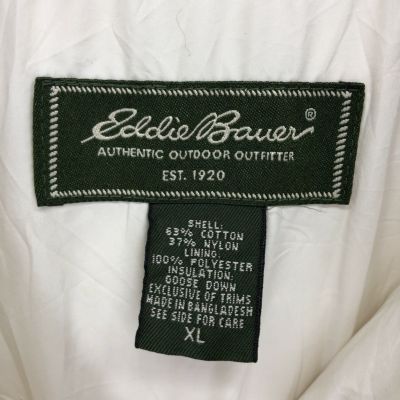 Eddie Bauer®
AUTHENTIC OUTDOOR OUTFITTER
EST. 1920
SHELL:
63% COTTON
37% NYLON
LINING:
100% POLYESTER
INSULATION:
GOOSE DOWN
EXCLUSIVE OF TRIMS
MADE IN BANGLADESH
SEE SIDE FOR CARE
XL